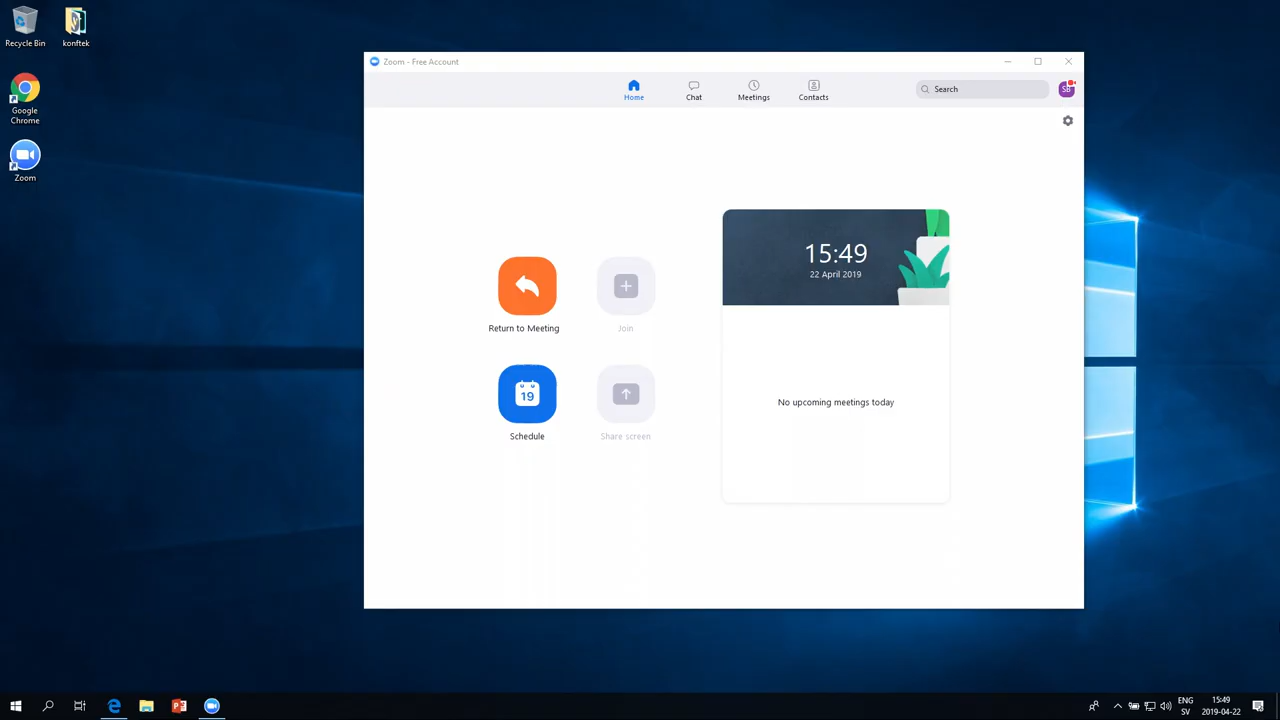 Recycle Bin
konftek
Google
Chrome
Zoom
Zoom - Free Account
Home
Chat
Meetings
Contacts
Search
SB
15:49
22 April 2019
Return to Meeting
Join
19
Schedule
Share screen
No upcoming meetings today
ENG
SV
15:49
2019-04-22